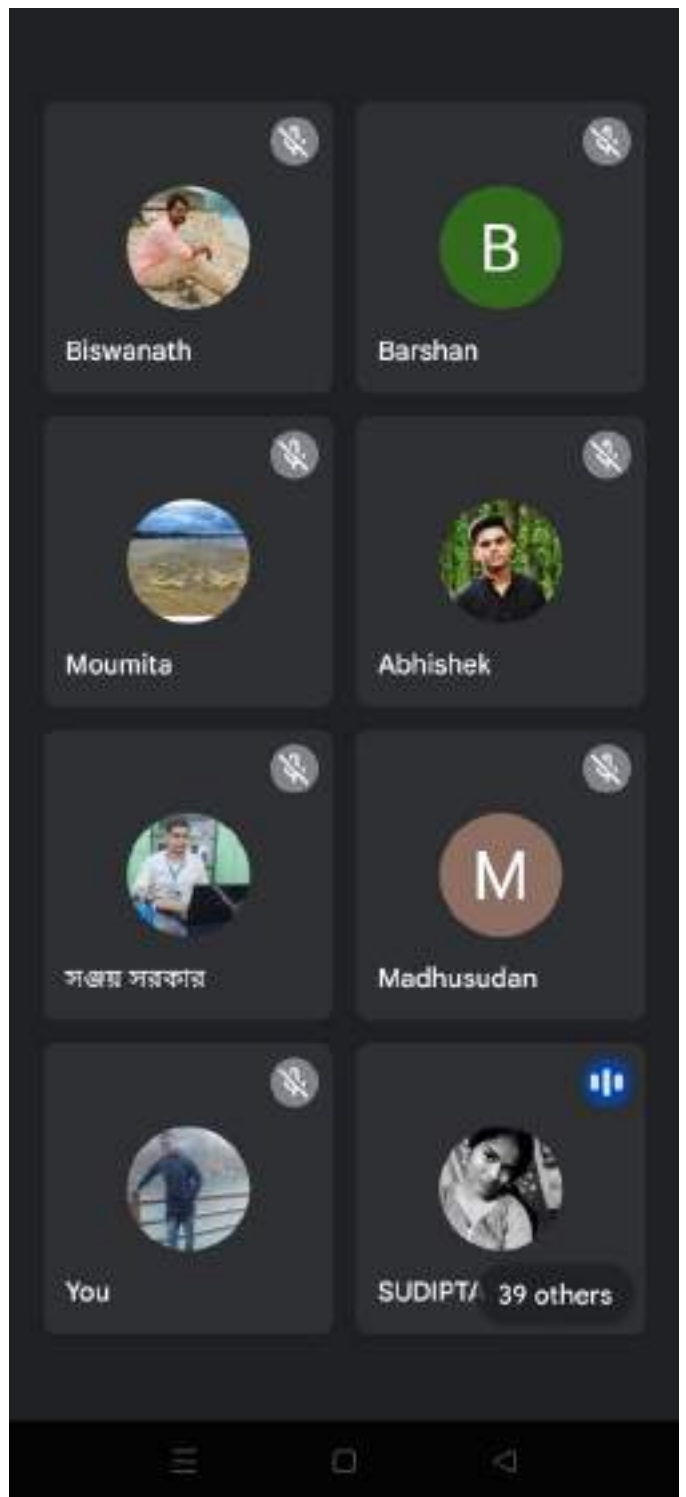 Biswanath
B
Barshan
Moumita
Abhishek
সঞ্জয় সরকার
M
Madhusudan
You
SUDIPTA
39 others